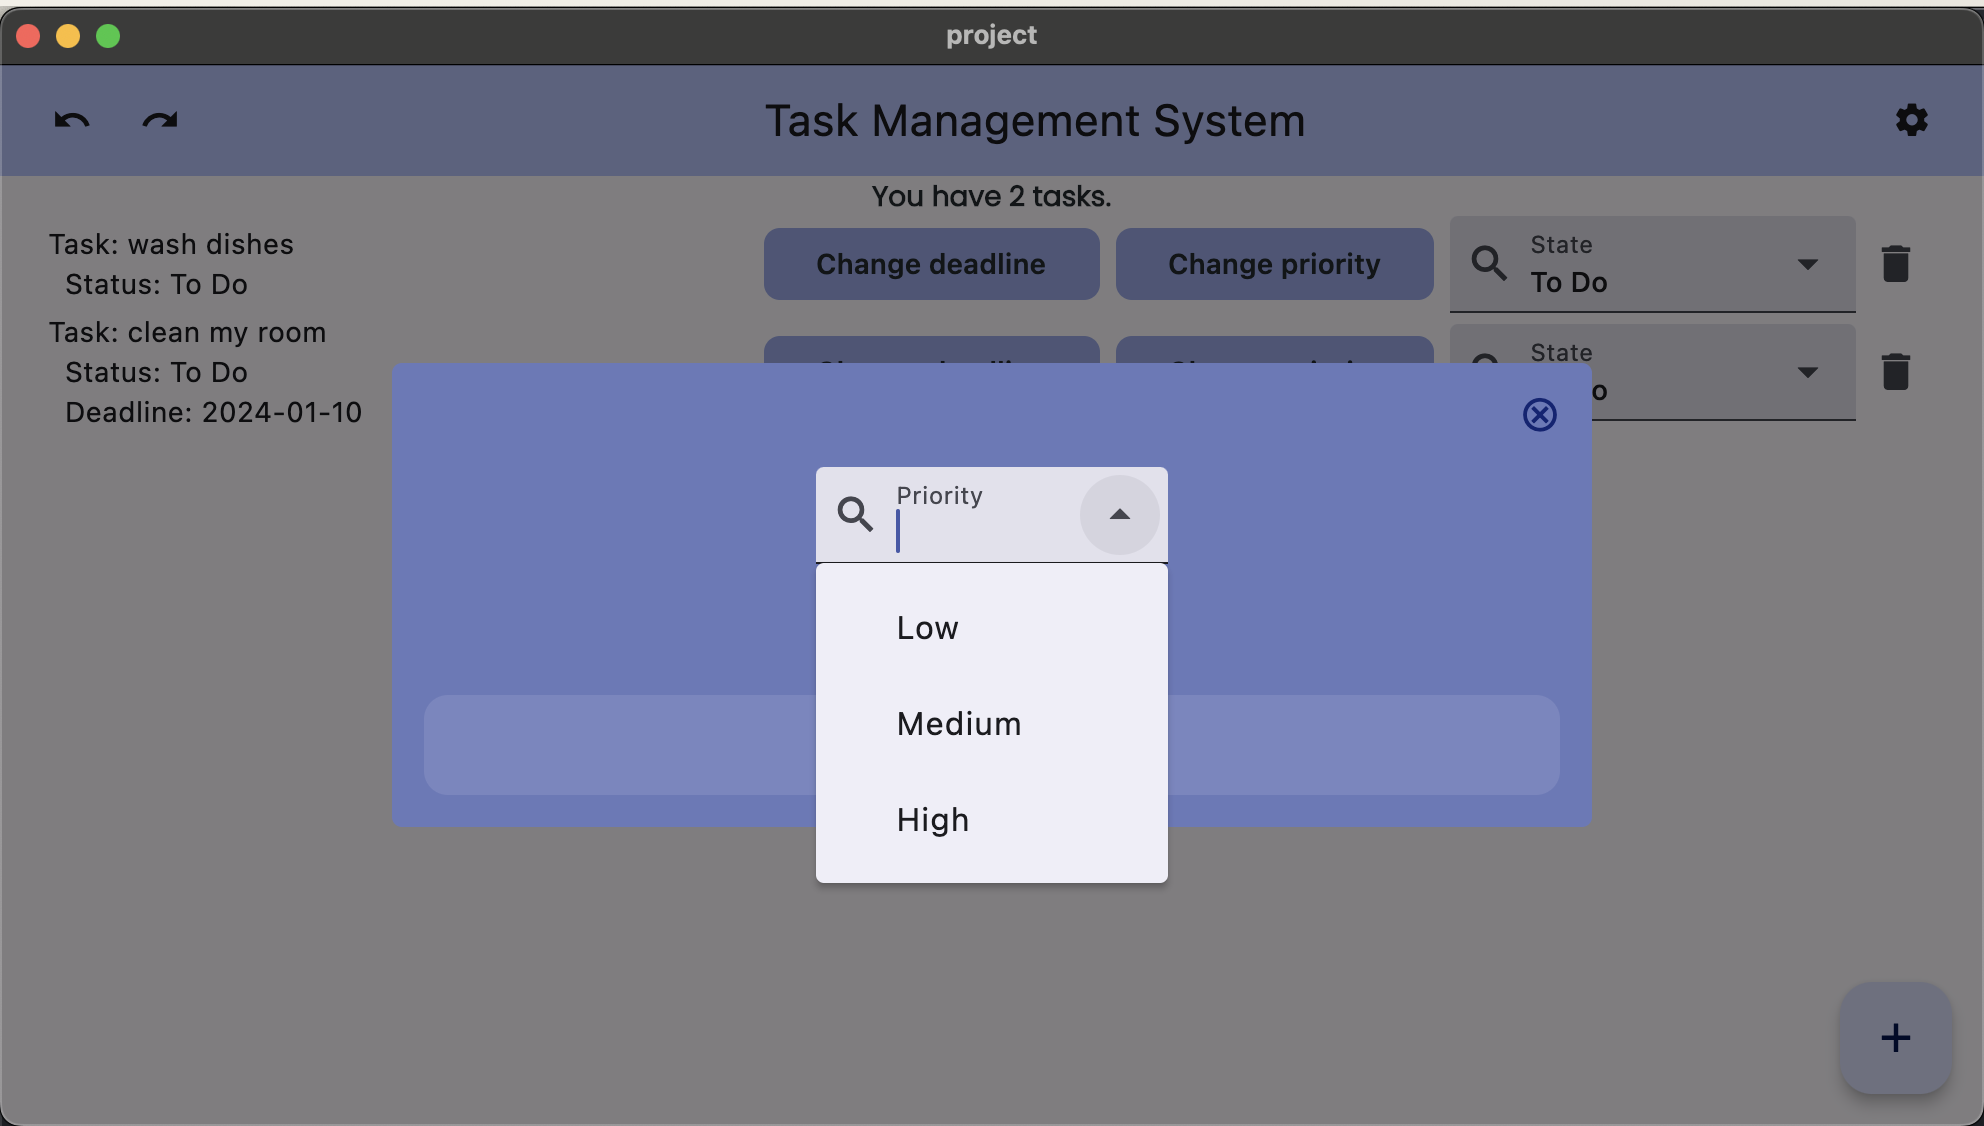 project
Task Management System
You have 2 tasks.
Task: wash dishes
Status: To Do
Change deadline
Change priority
State
To Do
Task: clean my room
Status: To Do
Deadline: 2024-01-10
State
Priority
Low
Medium
High
+